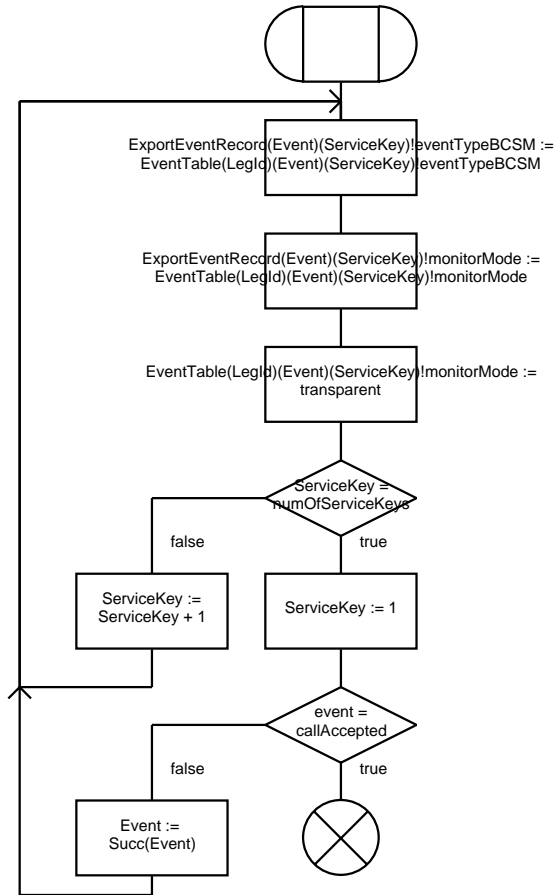 ExportEventRecord(Event)(ServiceKey)!eventTypeBCSM :=
EventTable(LegId)(Event)(ServiceKey)!eventTypeBCSM
ExportEventRecord(Event)(ServiceKey)!monitorMode :=
EventTable(LegId)(Event)(ServiceKey)!monitorMode
EventTable(LegId)(Event)(ServiceKey)!monitorMode :=
transparent
ServiceKey =
numOfServiceKeys
false
true
ServiceKey :=
ServiceKey + 1
ServiceKey := 1
event =
callAccepted
false
true
Event :=
Succ(Event)